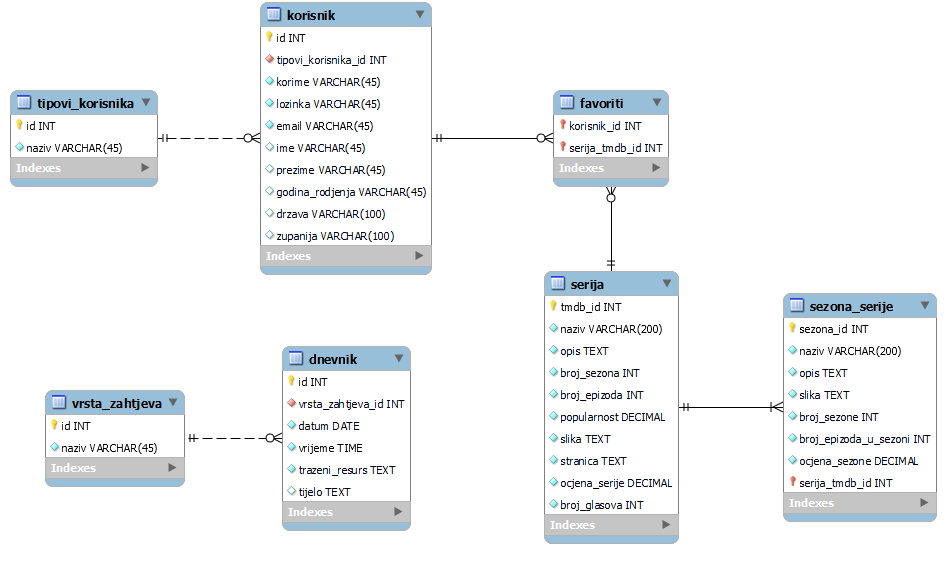 korisnik
id INT
tipovi_korisnika_id INT
korime VARCHAR(45)
lozinka VARCHAR(45)
email VARCHAR(45)
ime VARCHAR(45)
prezime VARCHAR(45)
godina_rodjenja VARCHAR(45)
drzava VARCHAR(100)
zupanija VARCHAR(100)
Indexes
tipovi_korisnika
id INT
naziv VARCHAR(45)
Indexes
favoriti
korisnik_id INT
serija_tmdb_id INT
Indexes
serija
tmdb_id INT
naziv VARCHAR(200)
opis TEXT
broj_sezona INT
broj_epizoda INT
popularnost DECIMAL
slika TEXT
stranica TEXT
ocjena_serije DECIMAL
broj_glasova INT
Indexes
sezona_serije
sezona_id INT
naziv VARCHAR(200)
opis TEXT
slika TEXT
broj_sezone INT
broj_epizoda_u_sezoni INT
ocjena_sezone DECIMAL
serija_tmdb_id INT
Indexes
dnevnik
id INT
vrsta_zahtjeva_id INT
datum DATE
vrijeme TIME
trazeni_resurs TEXT
tijelo TEXT
Indexes
vrsta_zahtjeva
id INT
naziv VARCHAR(45)
Indexes